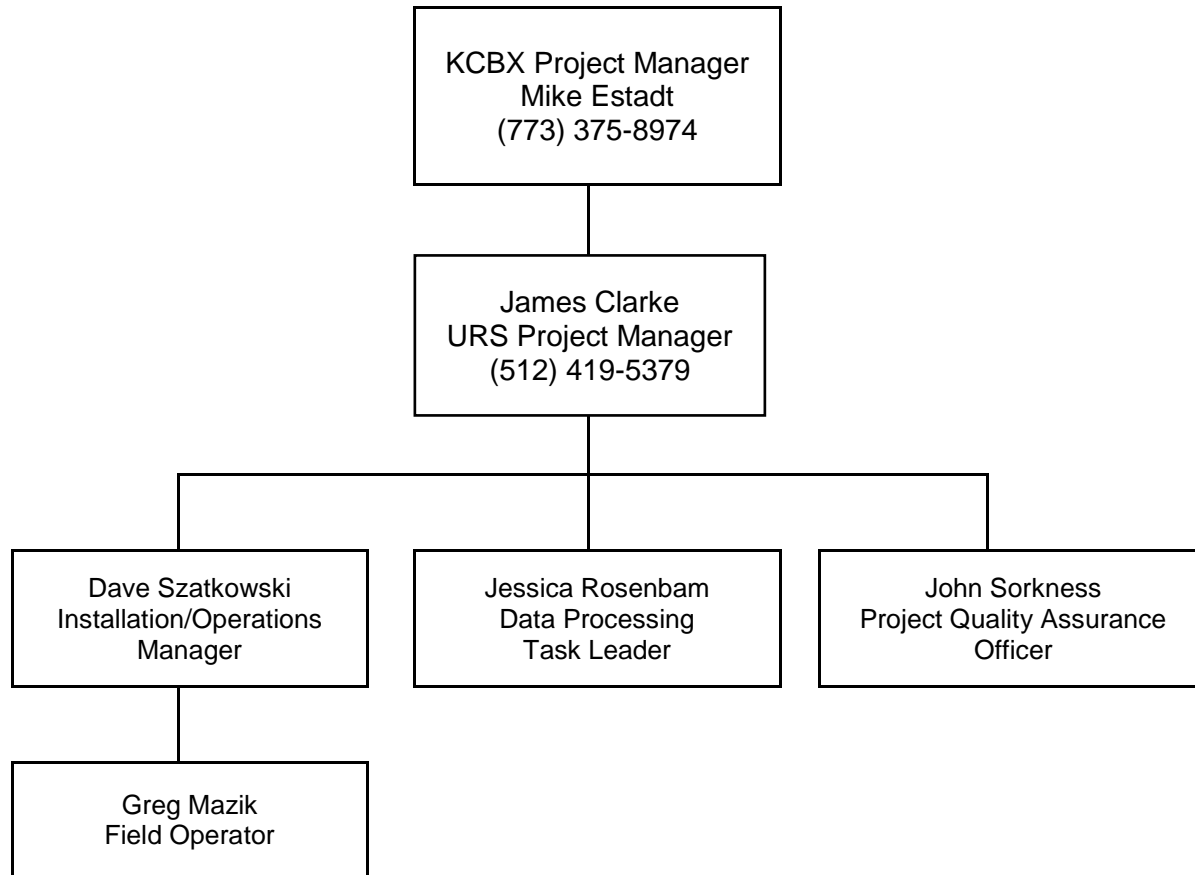 KCBX Project Manager
Mike Estadt
(773) 375-8974
James Clarke
URS Project Manager
(512) 419-5379
Dave Szatkowski
Installation/Operations
Manager
Jessica Rosenbam
Data Processing
Task Leader
John Sorkness
Project Quality Assurance
Officer
Greg Mazik
Field Operator